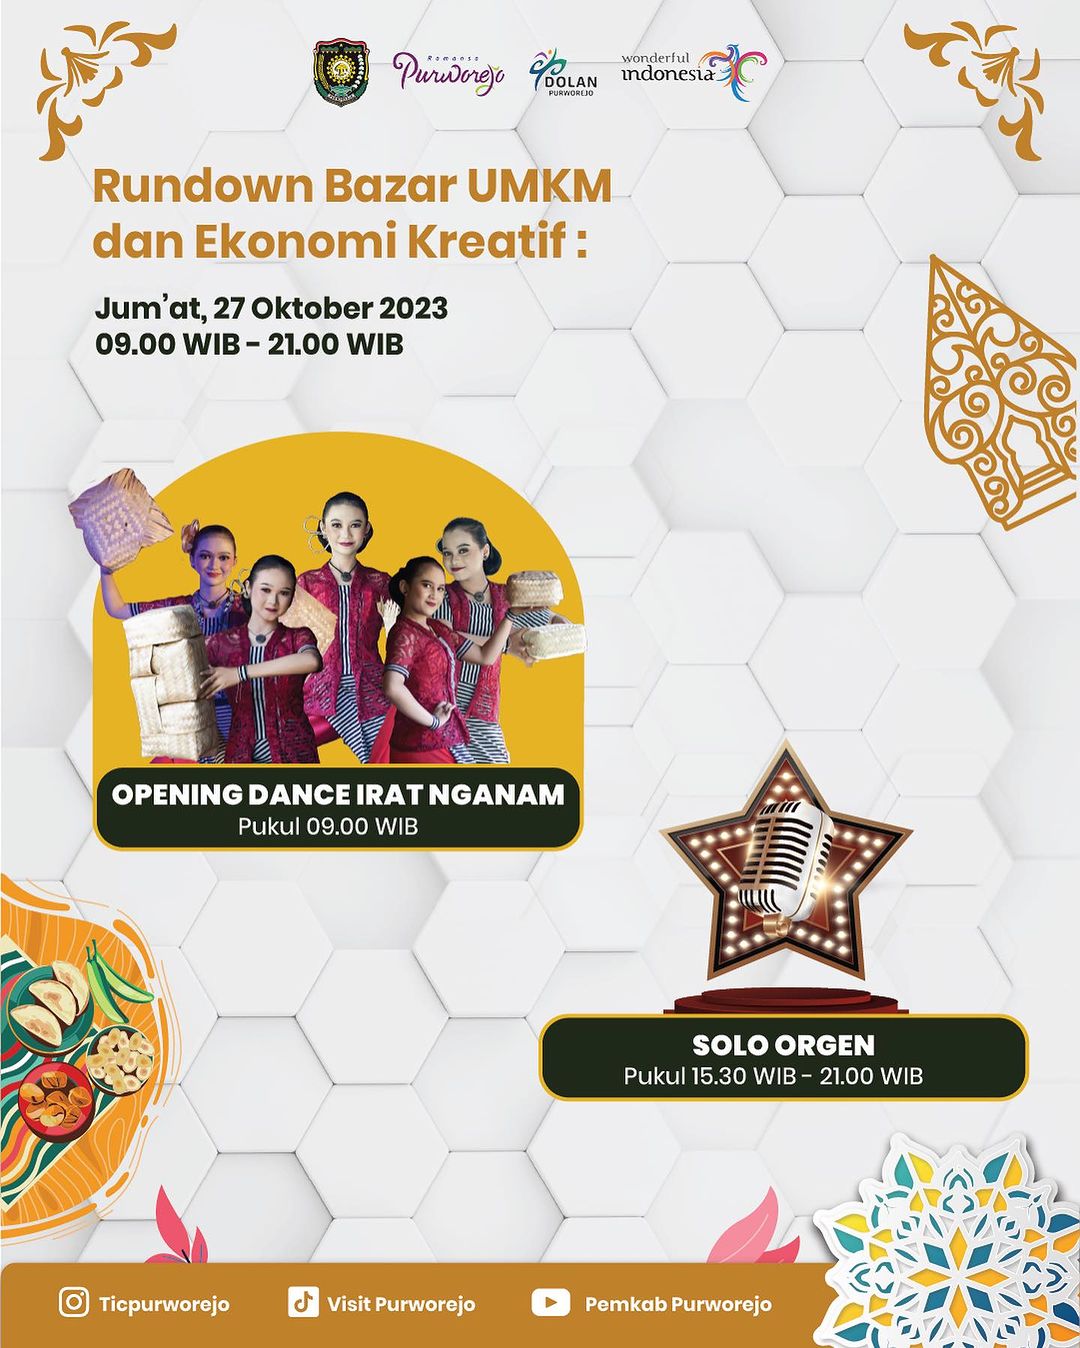 Romansa
Purworejo
DOLAN
PURWOREJO
wonderful
indonesia
Rundown Bazar UMKM
dan Ekonomi Kreatif :
Jum'at, 27 Oktober 2023
09.00 WIB - 21.00 WIB
OPENING DANCE IRAT NGANAM
Pukul 09.00 WIB
SOLO ORGEN
Pukul 15.30 WIB - 21.00 WIB
Ticpurworejo
Visit Purworejo
Pemkab Purworejo